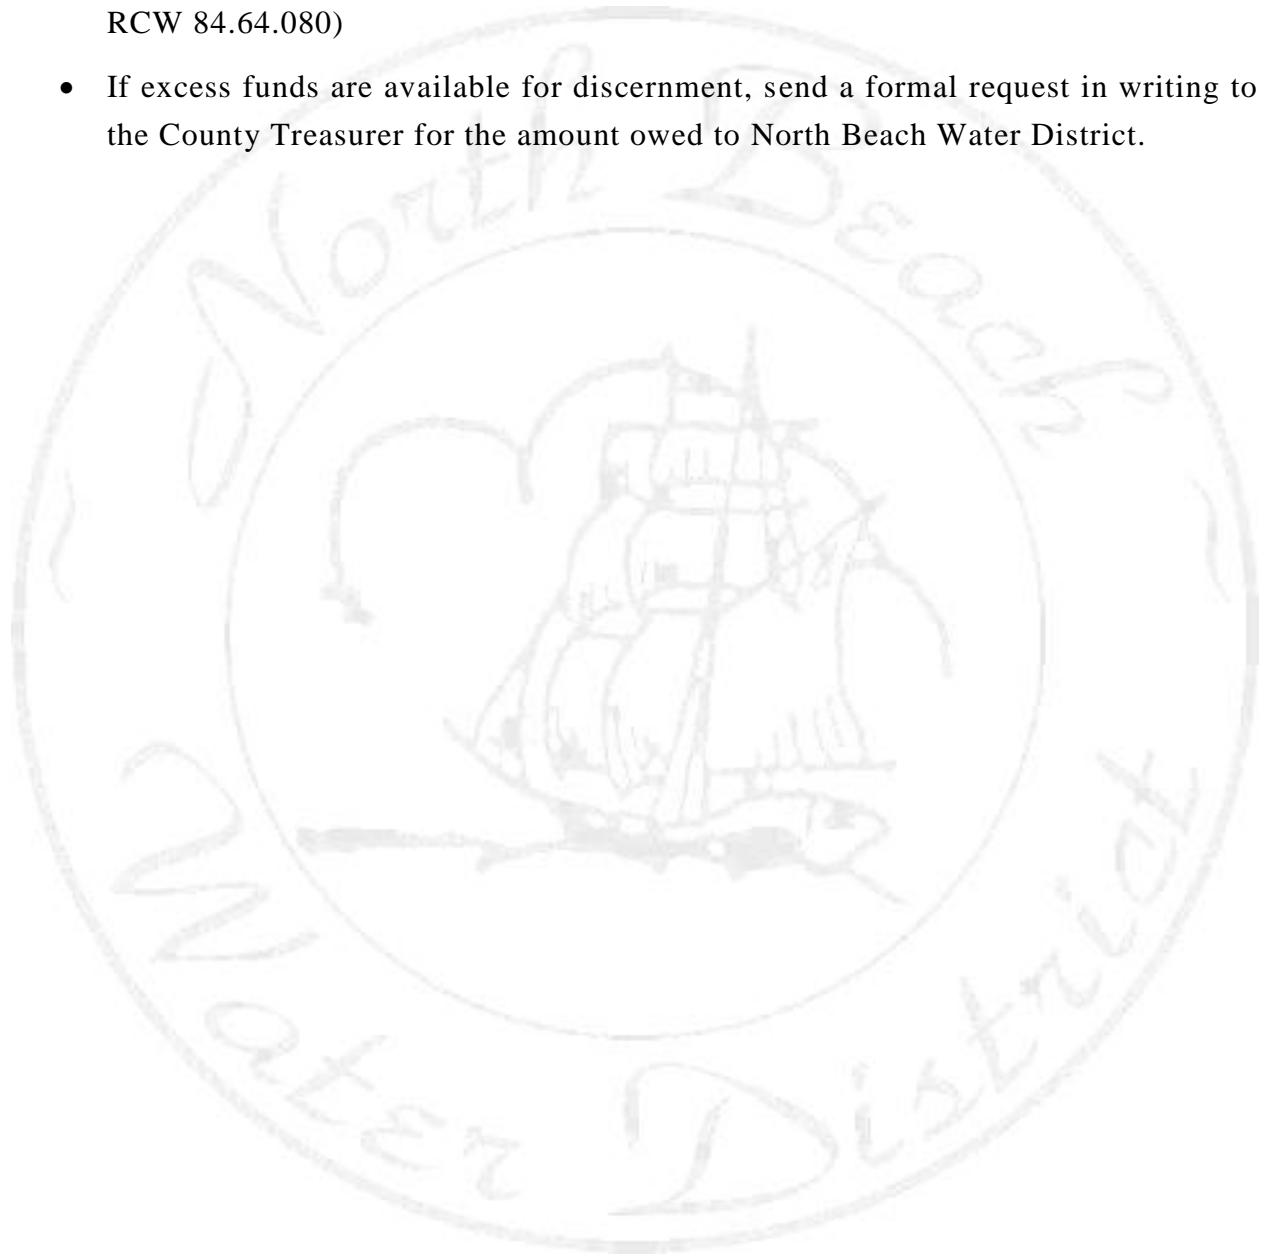 RCW 84.64.080)
• If excess funds are available for discernment, send a formal request in writing to
the County Treasurer for the amount owed to North Beach Water District.
North Beach
Water District